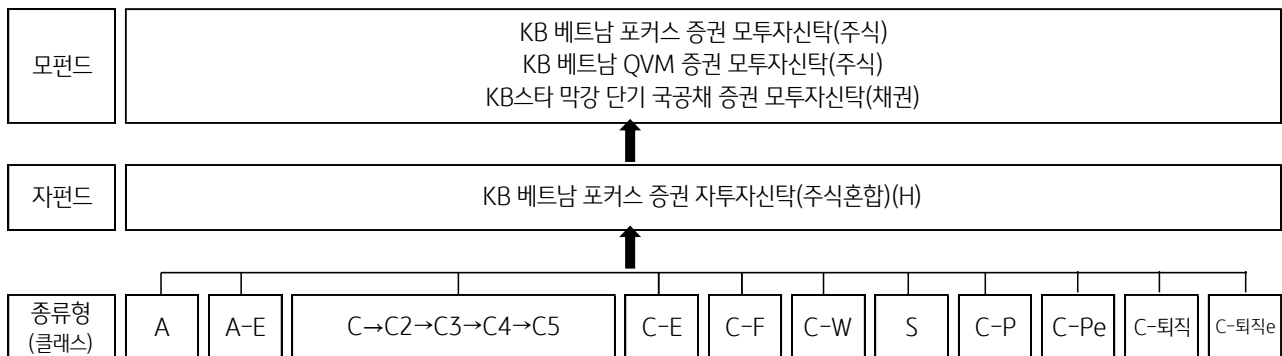 모펀드
KB 베트남 포커스 증권 모투자신탁(주식)
KB 베트남 QVM 증권 모투자신탁(주식)
KB스타 막강 단기 국공채 증권 모투자신탁(채권)
자펀드
KB 베트남 포커스 증권 자투자신탁(주식혼합)(H)
종류형
(클래스)
A
A-E
C→C2→C3→C4→C5
C-E
C-F
C-W
S
C-P
C-Pe
C-퇴직
C-퇴직e